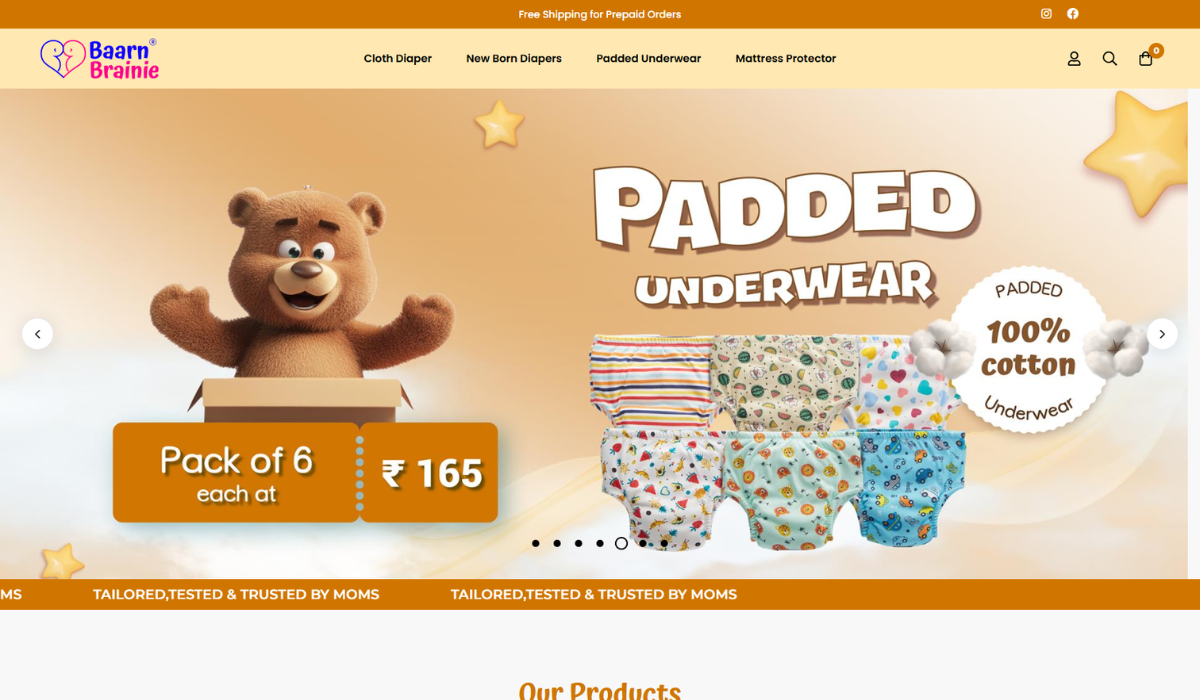 Free Shipping for Prepaid Orders
Baarn®
Brainie
Cloth Diaper
New Born Diapers
Padded Underwear
Mattress Protector
0
PADDED
UNDERWEAR
PADDED
100%
cotton
Underwear
Pack of 6
each at
₹ 165
MS
TAILORED,TESTED & TRUSTED BY MOMS
TAILORED,TESTED & TRUSTED BY MOMS
Our Products